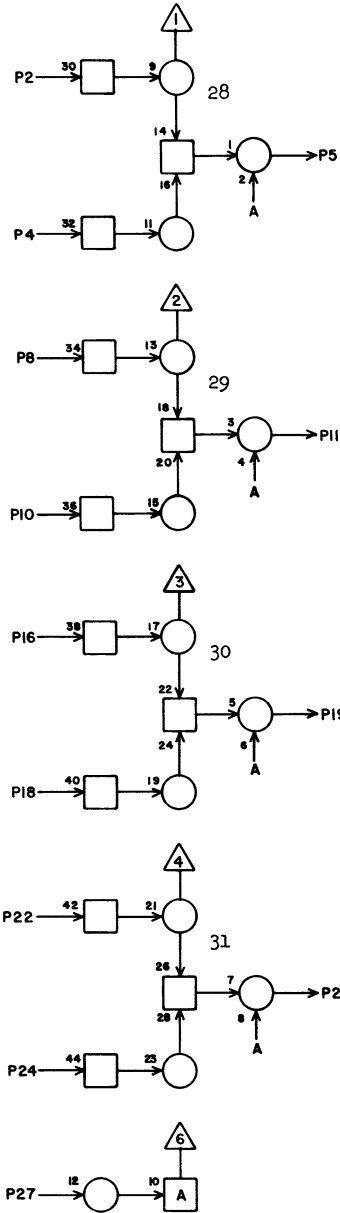 1
P2 30 9 28
14 1 P5
16 2
P4 32 11 A
2
P8 34 13 29
18 3 P11
20 4
P10 36 15 A
3
P16 38 17 30
22 5 P19
24 6
P18 40 19 A
4
P22 42 21 31
26 7 P2
28 8
P24 44 23 A
6
P27 12 10 A